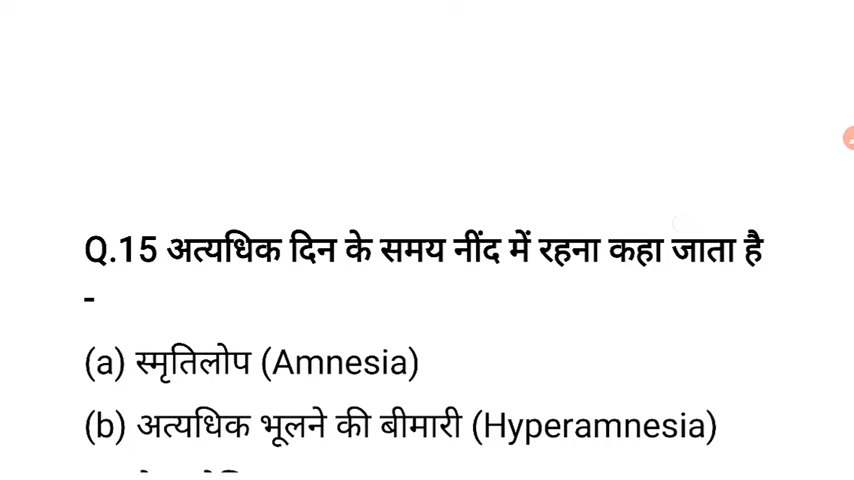 Q.15 अत्यधिक दिन के समय नींद में रहना कहा जाता है
-
(a) स्मृतिलोप (Amnesia)
(b) अत्यधिक भूलने की बीमारी (Hyperamnesia)